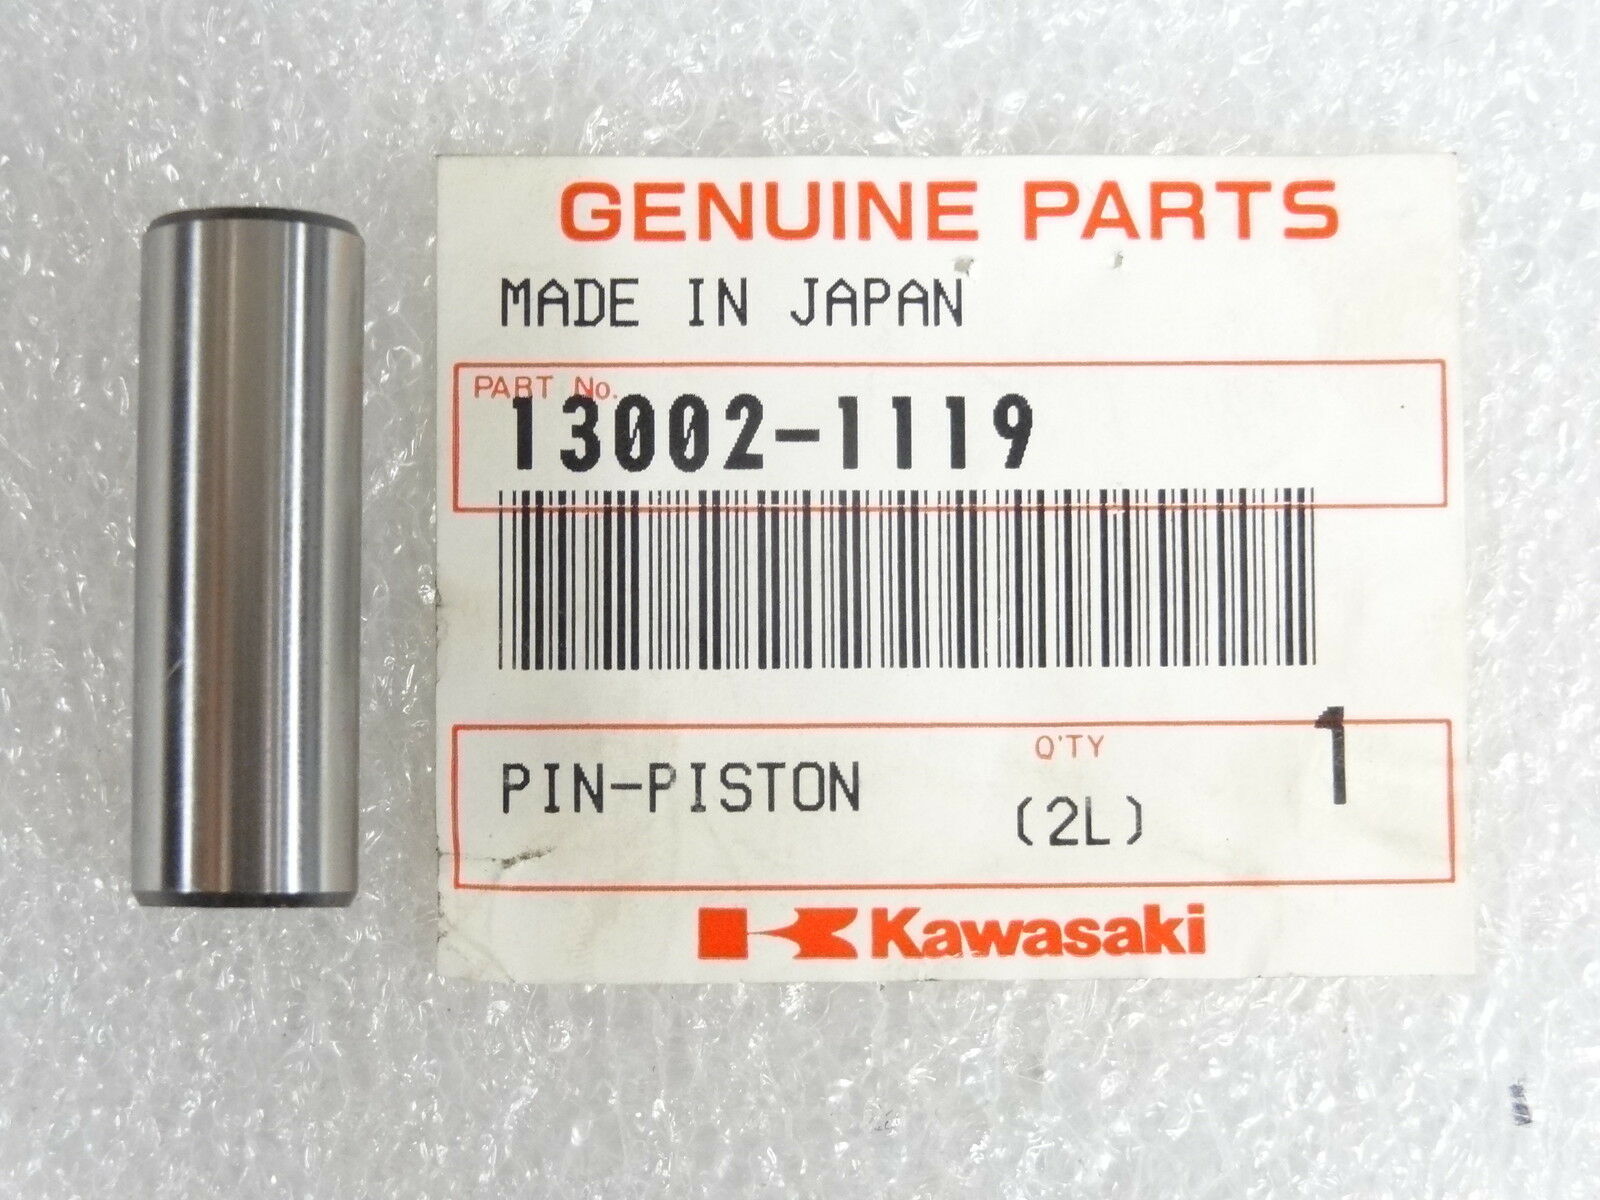 GENUINE PARTS
MADE IN JAPAN
PART No.
13002-1119
Q'TY
1
PIN-PISTON
(2L)
Kawasaki